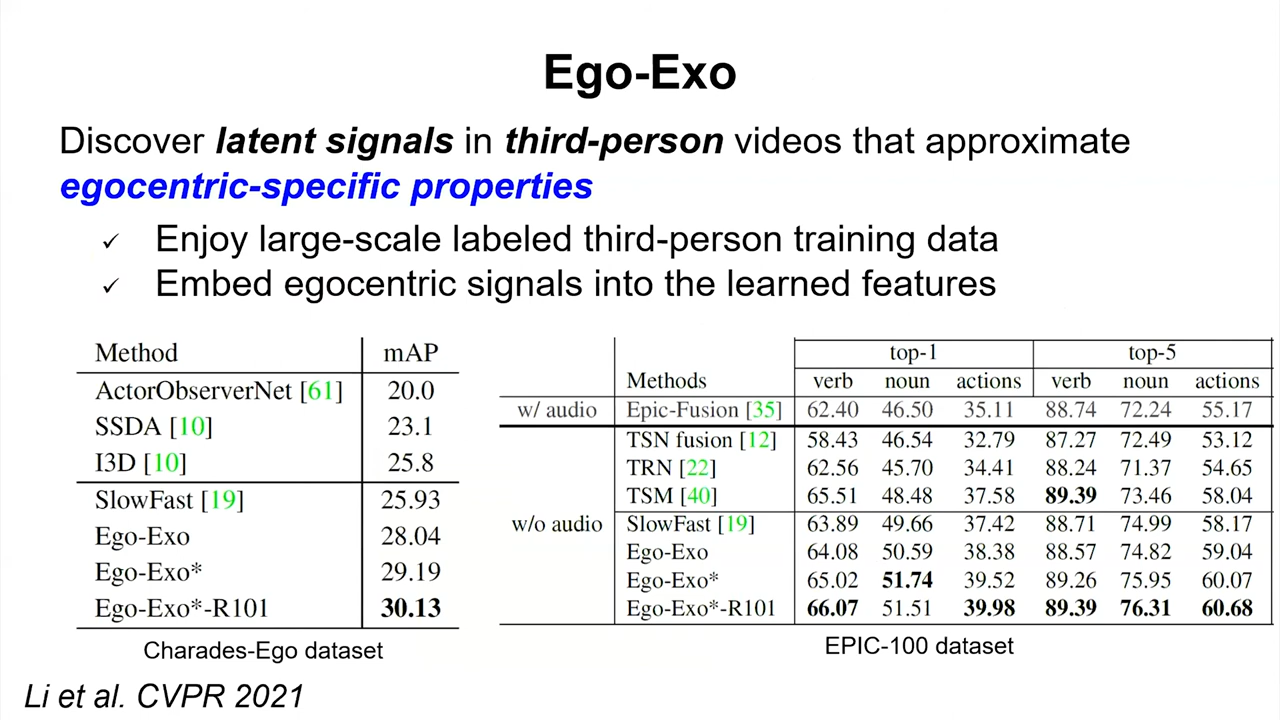 Ego-Exo
Discover latent signals in third-person videos that approximate
egocentric-specific properties
✓ Enjoy large-scale labeled third-person training data
✓ Embed egocentric signals into the learned features
Method mAP
ActorObserverNet [61] 20.0
SSDA [10] 23.1
I3D [10] 25.8
SlowFast [19] 25.93
Ego-Exo 28.04
Ego-Exo* 29.19
Ego-Exo*-R101 30.13
Charades-Ego dataset
top-1 top-5
Methods verb noun actions verb noun actions
w/ audio Epic-Fusion [35] 62.40 46.50 35.11 88.74 72.24 55.17
TSN fusion [12] 58.43 46.54 32.79 87.27 72.49 53.12
TRN [22] 62.56 45.70 34.41 88.24 71.37 54.65
TSM [40] 65.51 48.48 37.58 89.39 73.46 58.04
w/o audio SlowFast [19] 63.89 49.66 37.42 88.71 74.99 58.17
Ego-Exo 64.08 50.59 38.38 88.57 74.82 59.04
Ego-Exo* 65.02 51.74 39.52 89.26 75.95 60.07
Ego-Exo*-R101 66.07 51.51 39.98 89.39 76.31 60.68
EPIC-100 dataset
Li et al. CVPR 2021